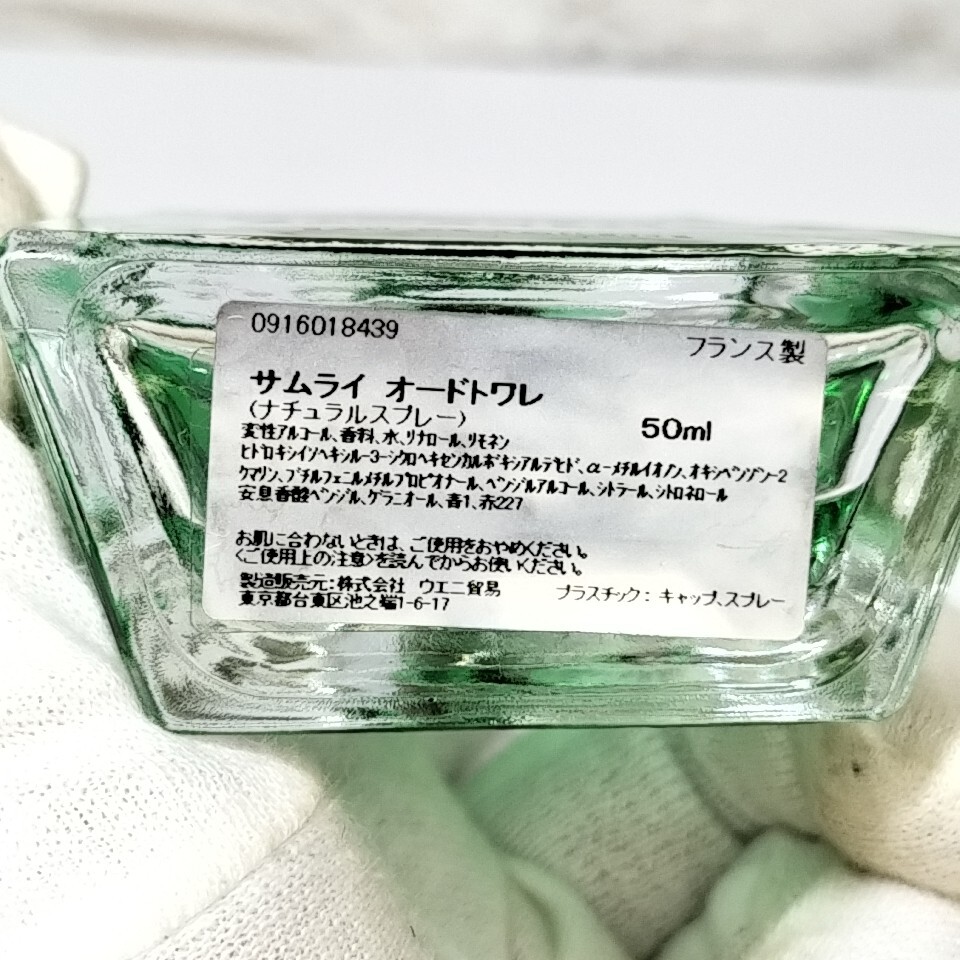 0916018439
フランス製
サムライ オードトワレ
(ナチュラルスプレー)
50ml
変性アルコール、香料、水、リナロール、リモネン
ヒドロキシイソヘキシル-3-シクロヘキセンカルボキシアルデヒド、α-メチルイオノン、オキシベンゾン-2
クマリン、ブチルフェニルメチルプロピオナール、ベンジルアルコール、シトラール、シトロネロール
安息香酸ベンジル、ゲラニオール、青1、赤227
お肌に合わないときは、ご使用をおやめください。
<ご使用上の注意>を読んでからお使いください。
製造販売元:株式会社 ウエニ貿易
プラスチック: キャップ、スプレー
東京都台東区池之端1-6-17